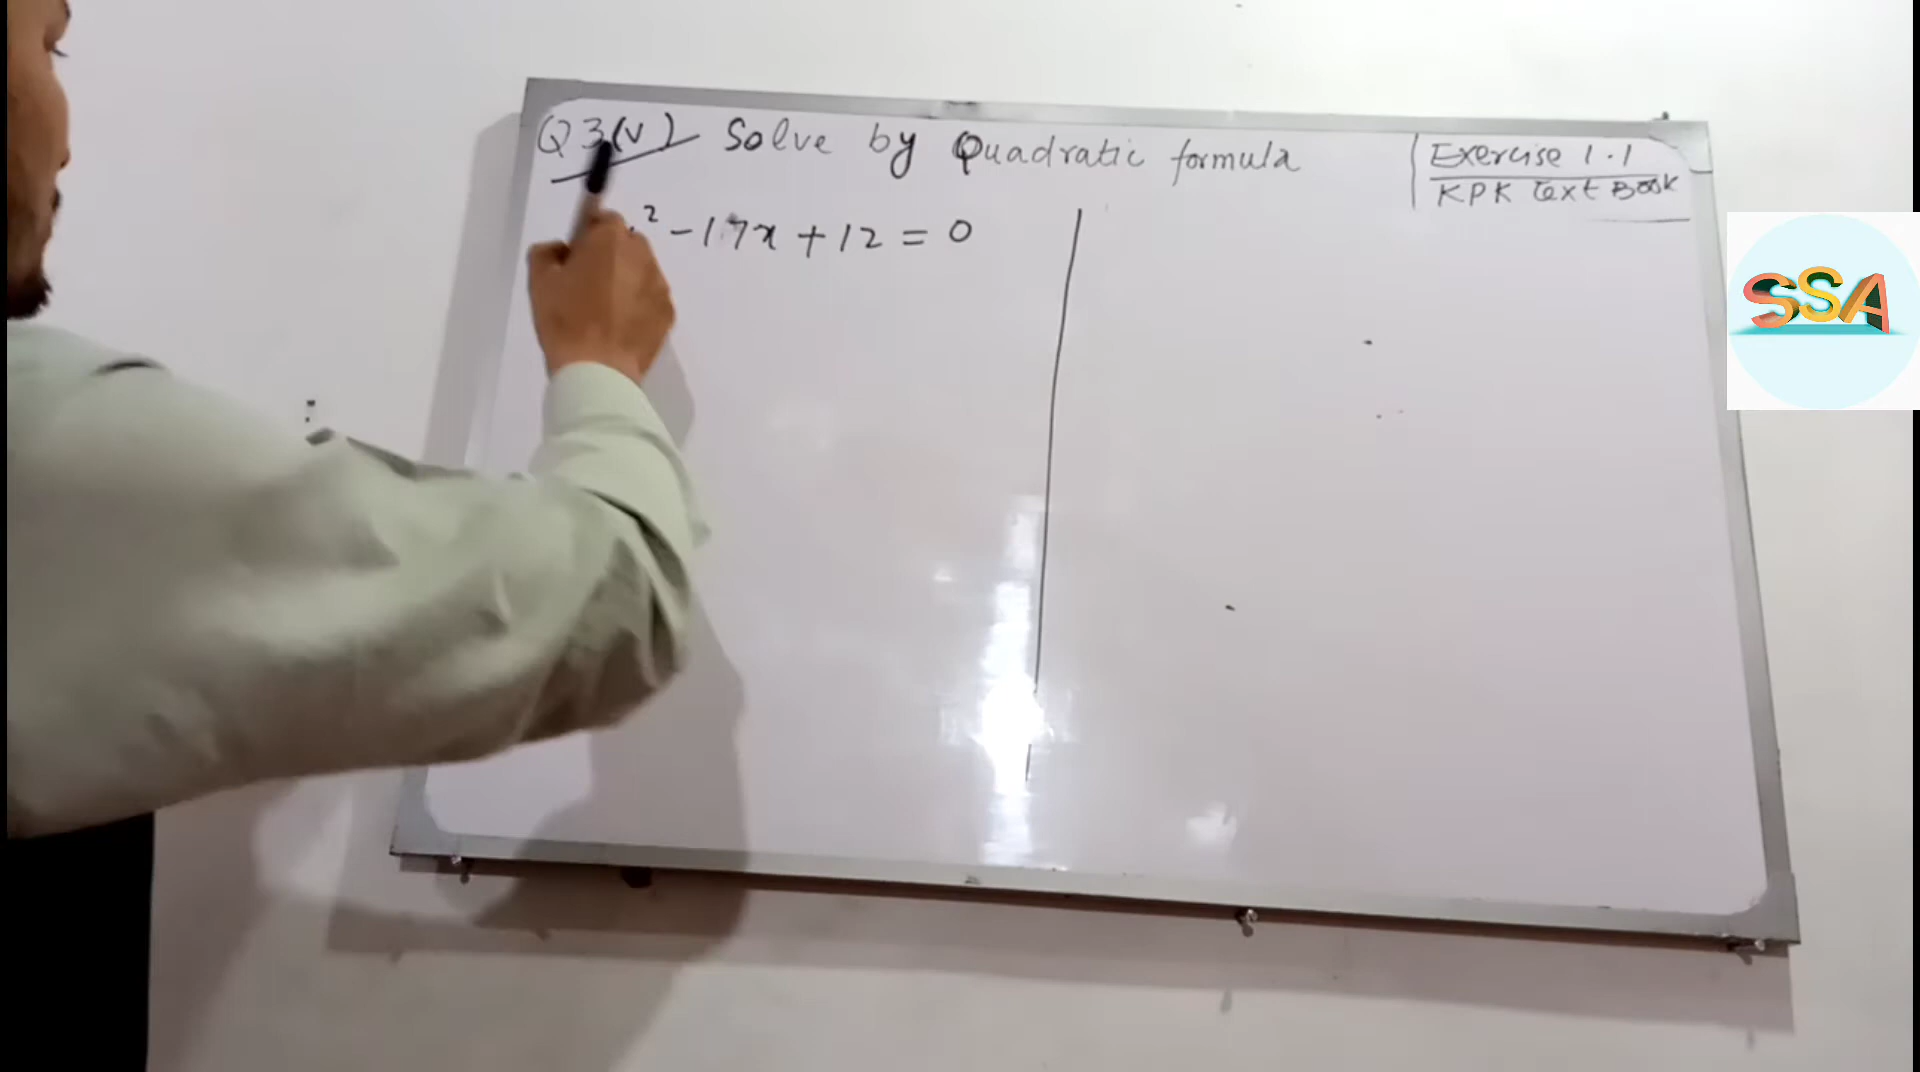 Q3(v) Solve by Quadratic formula
Exercise 1.1
KPK Text Book
² - 17x + 12 = 0
SSA